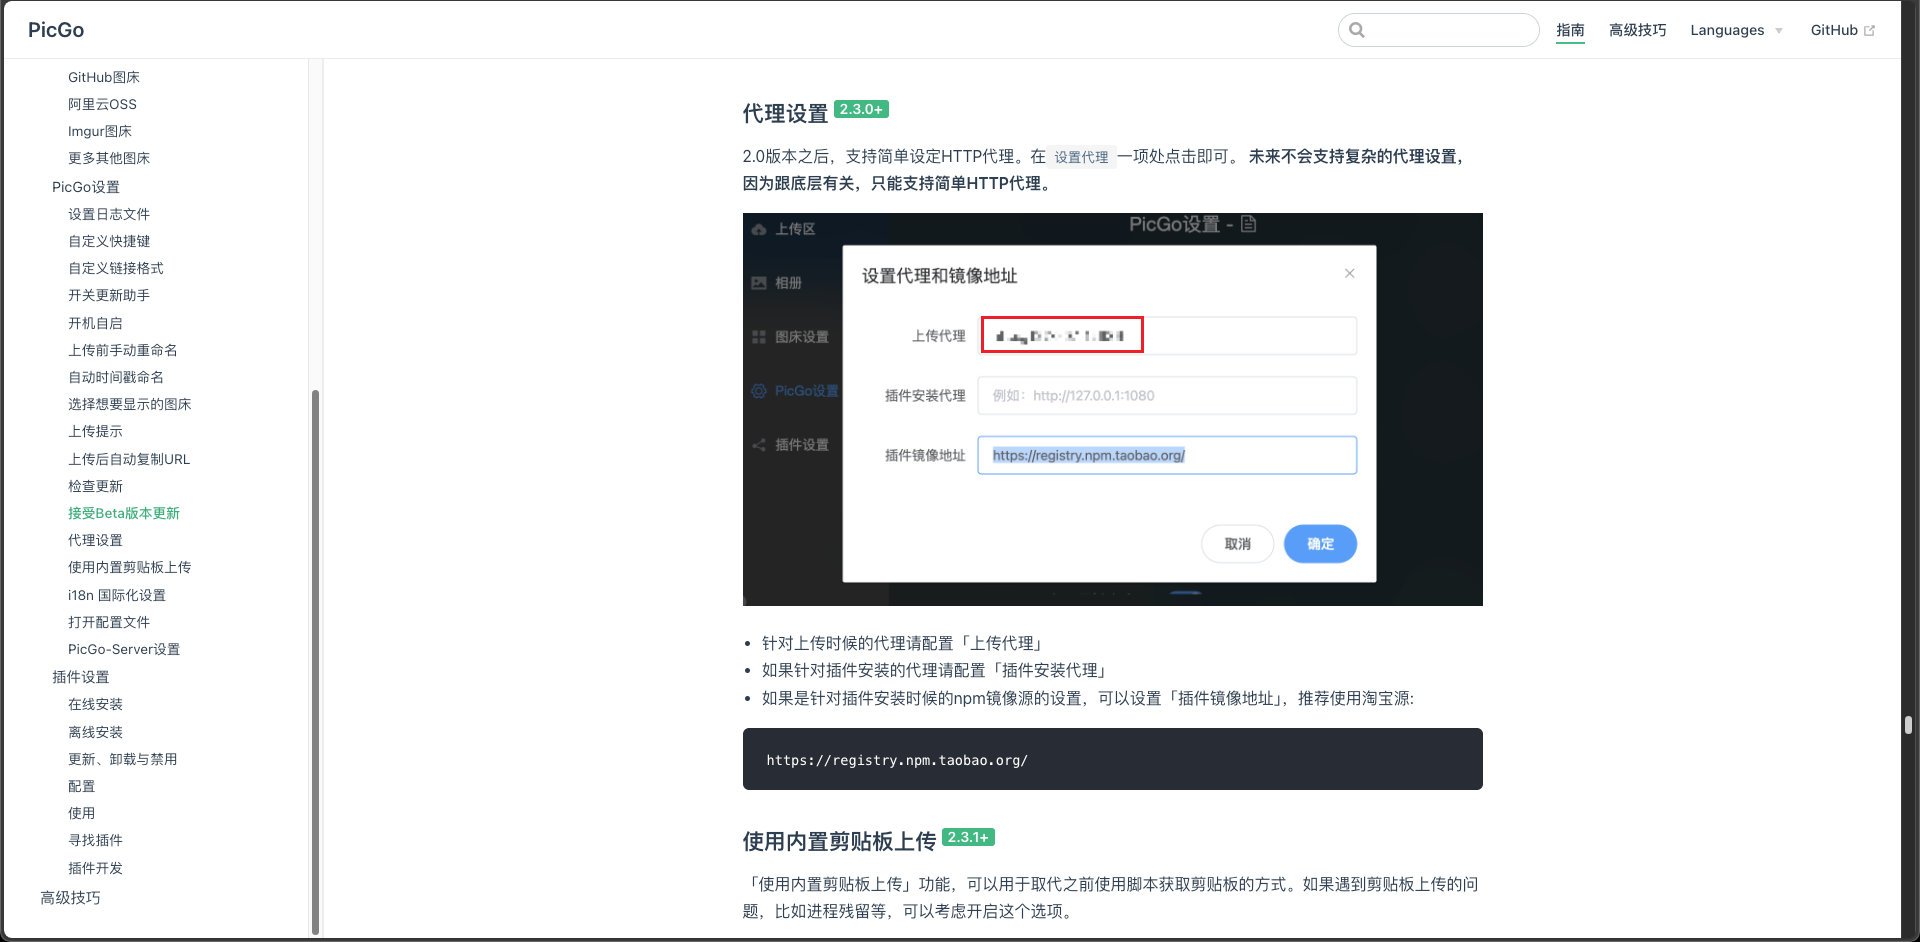 PicGo
指南
高级技巧
Languages
GitHub
GitHub图床
阿里云OSS
Imgur图床
更多其他图床
PicGo设置
设置日志文件
自定义快捷键
自定义链接格式
开关更新助手
开机自启
上传前手动重命名
自动时间戳命名
选择想要显示的图床
上传提示
上传后自动复制URL
检查更新
接受Beta版本更新
代理设置
使用内置剪贴板上传
i18n 国际化设置
打开配置文件
PicGo-Server设置
插件设置
在线安装
离线安装
更新、卸载与禁用
配置
使用
寻找插件
插件开发
高级技巧
代理设置 2.3.0+
2.0版本之后，支持简单设定HTTP代理。在 设置代理 一项处点击即可。 未来不会支持复杂的代理设置，
因为跟底层有关，只能支持简单HTTP代理。
上传区
相册
图床设置
PicGo设置
插件设置
PicGo设置 -
设置代理和镜像地址
上传代理
插件安装代理 例如：http://127.0.0.1:1080
插件镜像地址 https://registry.npm.taobao.org/
取消 确定
• 针对上传时候的代理请配置「上传代理」
• 如果针对插件安装的代理请配置「插件安装代理」
• 如果是针对插件安装时候的npm镜像源的设置，可以设置「插件镜像地址」，推荐使用淘宝源:
https://registry.npm.taobao.org/
使用内置剪贴板上传 2.3.1+
「使用内置剪贴板上传」功能，可以用于取代之前使用脚本获取剪贴板的方式。如果遇到剪贴板上传的问
题，比如进程残留等，可以考虑开启这个选项。